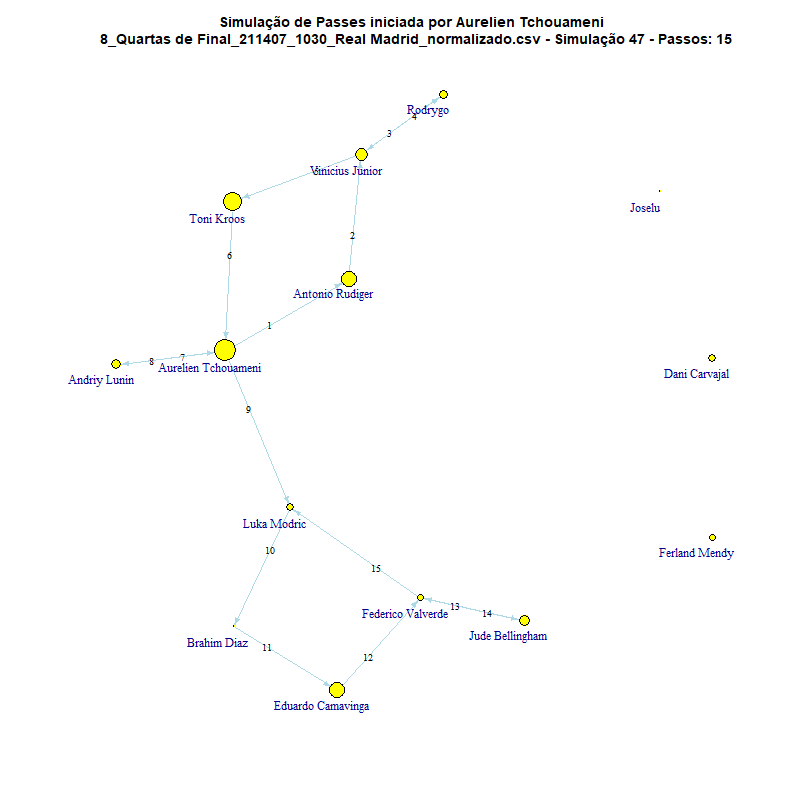 Simulação de Passes iniciada por Aurelien Tchouameni
8_Quartas de Final_211407_1030_Real Madrid_normalizado.csv - Simulação 47 - Passos: 15
Rodrygo
4
3
Vinicius Junior
5
Joselu
Toni Kroos
2
6
Antonio Rudiger
1
7
8
Aurelien Tchouameni
Andriy Lunin
Dani Carvajal
9
Luka Modric
10
Ferland Mendy
15
13
14
Federico Valverde
Jude Bellingham
Brahim Diaz
11
12
Eduardo Camavinga